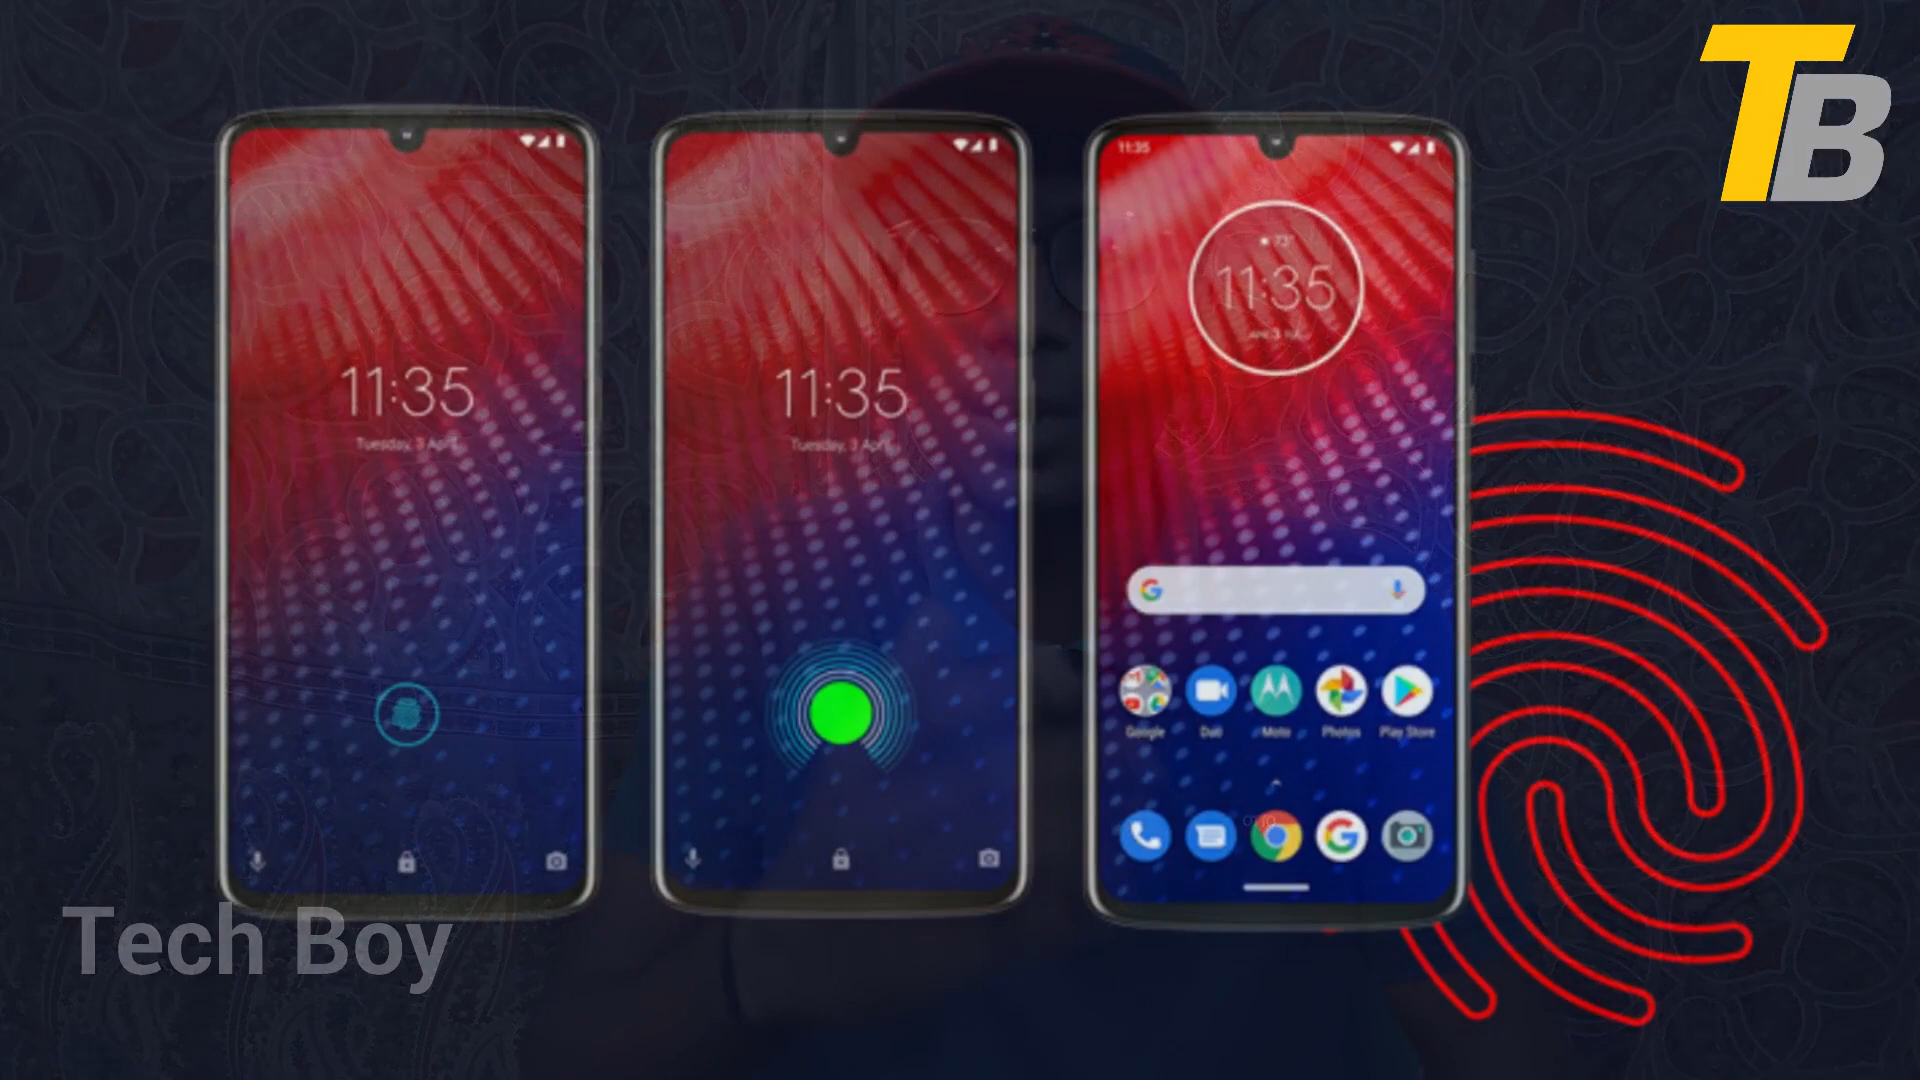 TB
11:35
Tuesday, 3 April
11:35
Tuesday, 3 April
11:35
73°
11:35
Google Duo Moto Photos Play Store
Tech Boy